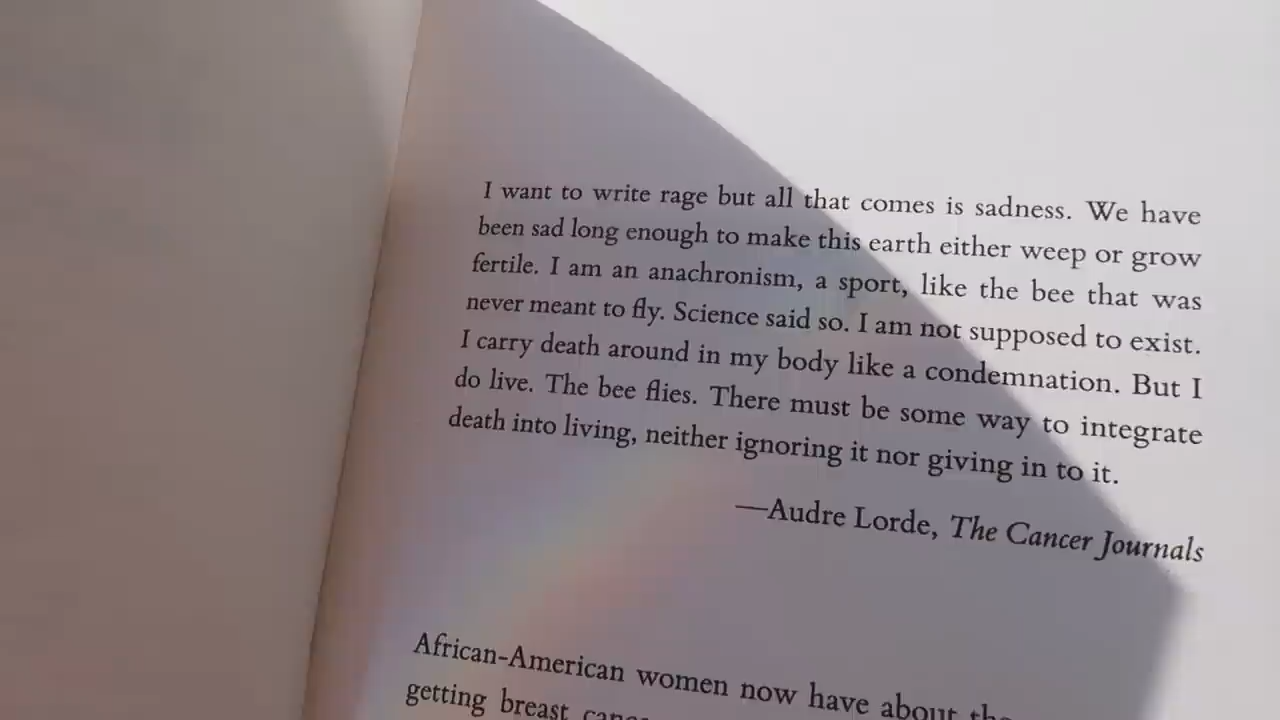 I want to write rage but all that comes is sadness. We have
been sad long enough to make this earth either weep or grow
fertile. I am an anachronism, a sport, like the bee that was
never meant to fly. Science said so. I am not supposed to exist.
I carry death around in my body like a condemnation. But I
do live. The bee flies. There must be some way to integrate
death into living, neither ignoring it nor giving in to it.
—Audre Lorde, The Cancer Journals
African-American women now have about
getting breast